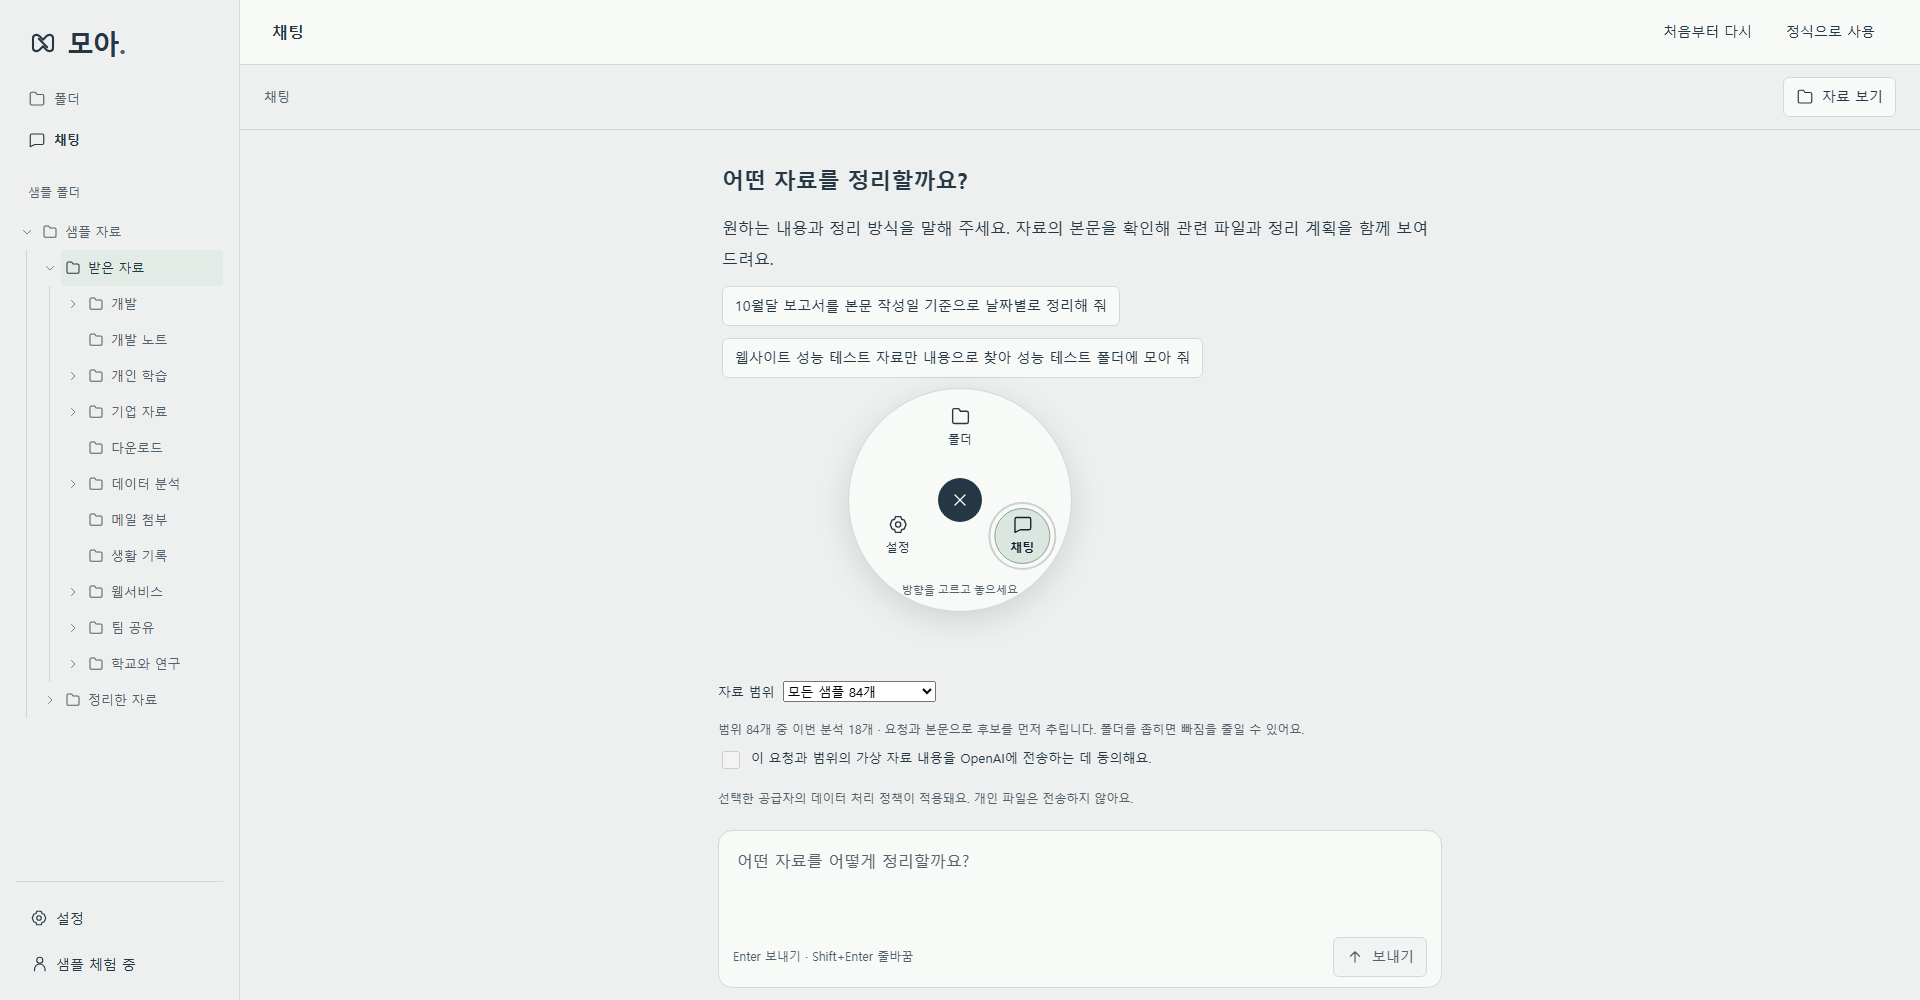 모아.
폴더
채팅
샘플 폴더
샘플 자료
받은 자료
개발
개발 노트
개인 학습
기업 자료
다운로드
데이터 분석
메일 첨부
생활 기록
웹서비스
팀 공유
학교와 연구
정리한 자료
설정
샘플 체험 중
채팅
처음부터 다시
정식으로 사용
채팅
자료 보기
어떤 자료를 정리할까요?
원하는 내용과 정리 방식을 말해 주세요. 자료의 본문을 확인해 관련 파일과 정리 계획을 함께 보여
드려요.
10월달 보고서를 본문 작성일 기준으로 날짜별로 정리해 줘
웹사이트 성능 테스트 자료만 내용으로 찾아 성능 테스트 폴더에 모아 줘
폴더
설정
채팅
방향을 고르고 놓으세요
자료 범위
모든 샘플 84개
범위 84개 중 이번 분석 18개 · 요청과 본문으로 후보를 먼저 추립니다. 폴더를 좁히면 빠짐을 줄일 수 있어요.
이 요청과 범위의 가상 자료 내용을 OpenAI에 전송하는 데 동의해요.
선택한 공급자의 데이터 처리 정책이 적용돼요. 개인 파일은 전송하지 않아요.
어떤 자료를 어떻게 정리할까요?
Enter 보내기 · Shift+Enter 줄바꿈
보내기